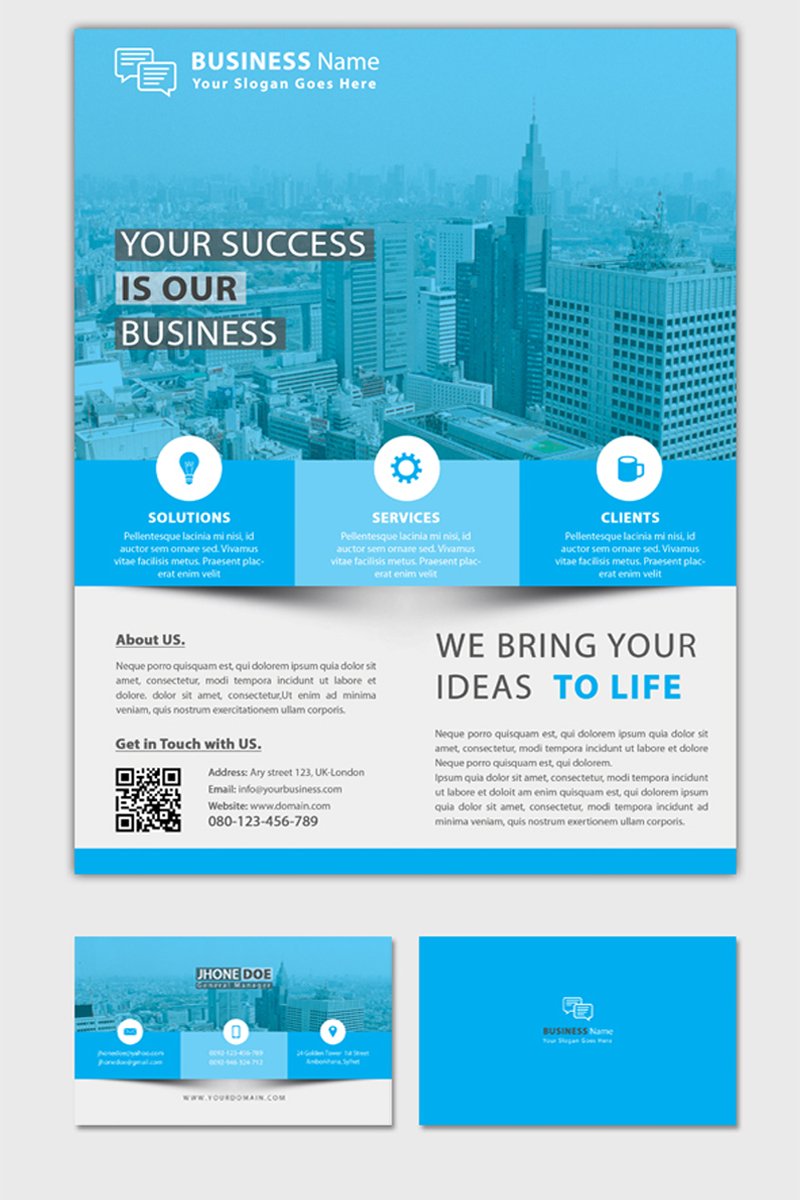 BUSINESS Name
Your Slogan Goes Here
YOUR SUCCESS
IS OUR
BUSINESS
SOLUTIONS
Pellentesque lacinia mi nisi, id
auctor sem ornare sed. Vivamus
vitae facilisis metus. Praesent plac-
erat enim velit
SERVICES
Pellentesque lacinia mi nisi, id
auctor sem ornare sed. Vivamus
vitae facilisis metus. Praesent plac-
erat enim velit
CLIENTS
Pellentesque lacinia mi nisi, id
auctor sem ornare sed. Vivamus
vitae facilisis metus. Praesent plac-
erat enim velit
About US.
Neque porro quisquam est, qui dolorem ipsum quia dolor sit
amet, consectetur, modi tempora incidunt ut labore et
dolore. dolor sit amet, consectetur,Ut enim ad minima
veniam, quis nostrum exercitationem ullam corporis.
Get in Touch with US.
Address: Ary street 123, UK-London
Email: info@yourbusiness.com
Website: www.domain.com
080-123-456-789
WE BRING YOUR
IDEAS TO LIFE
Neque porro quisquam est, qui dolorem ipsum quia dolor sit
amet, consectetur, modi tempora incidunt ut labore et dolore
Neque porro quisquam est, qui dolorem.
Ipsum quia dolor sit amet, consectetur, modi tempora incidunt
ut labore et doloit am enim quisquam est, qui dolorem ipsum
quia dolor sit amet, consectetur, modi tempora incidunt ad
minima veniam, quis nostrum exertionem ullam corporis.
JHONE DOE
General Manager
jhonedoe@yahoo.com
jhonedoe@gmail.com
0092-123-456-789
0092-946-324-712
24 Golden Tower 1st Street
Amborkhana, Sylhet
WWW.YOURDOMAIN.COM
BUSINESS Name
Your Slogan Goes Here